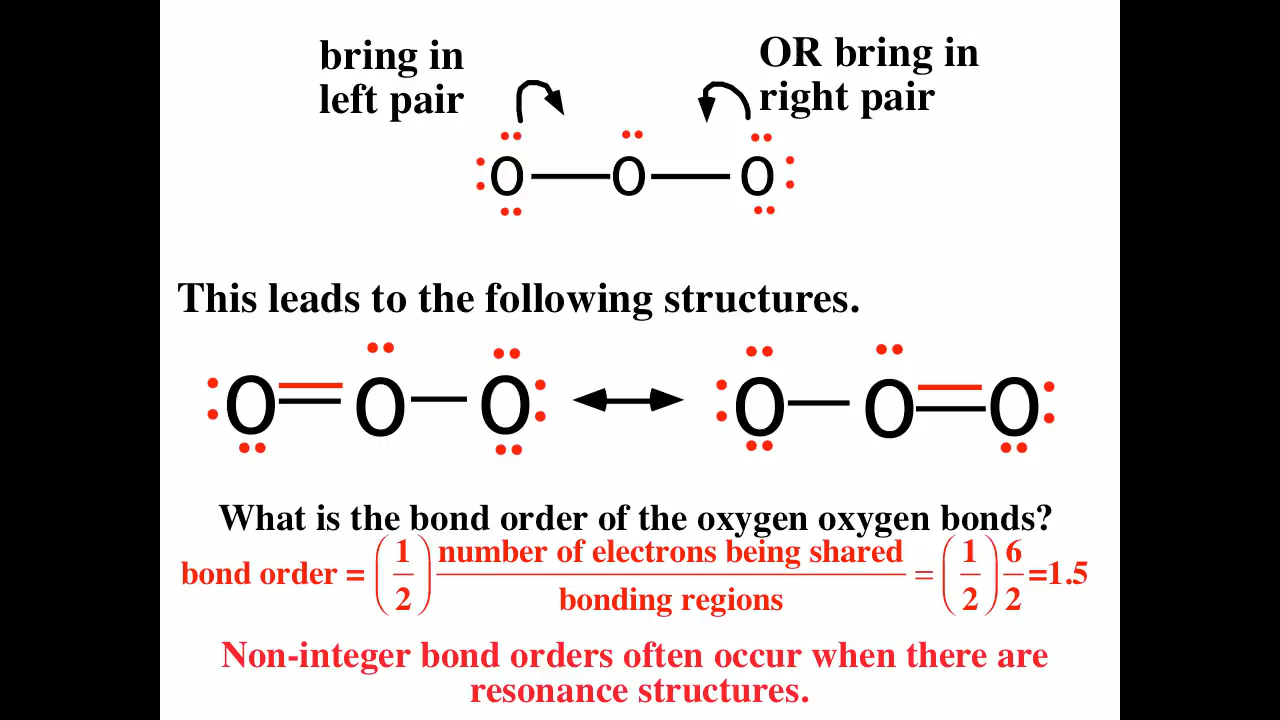 bring in
left pair
OR bring in
right pair
O — O — O
This leads to the following structures.
O = O — O ↔ O — O = O
What is the bond order of the oxygen oxygen bonds?
bond order = (1/2) number of electrons being shared / bonding regions = (1/2) 6/2 =1.5
Non-integer bond orders often occur when there are
resonance structures.